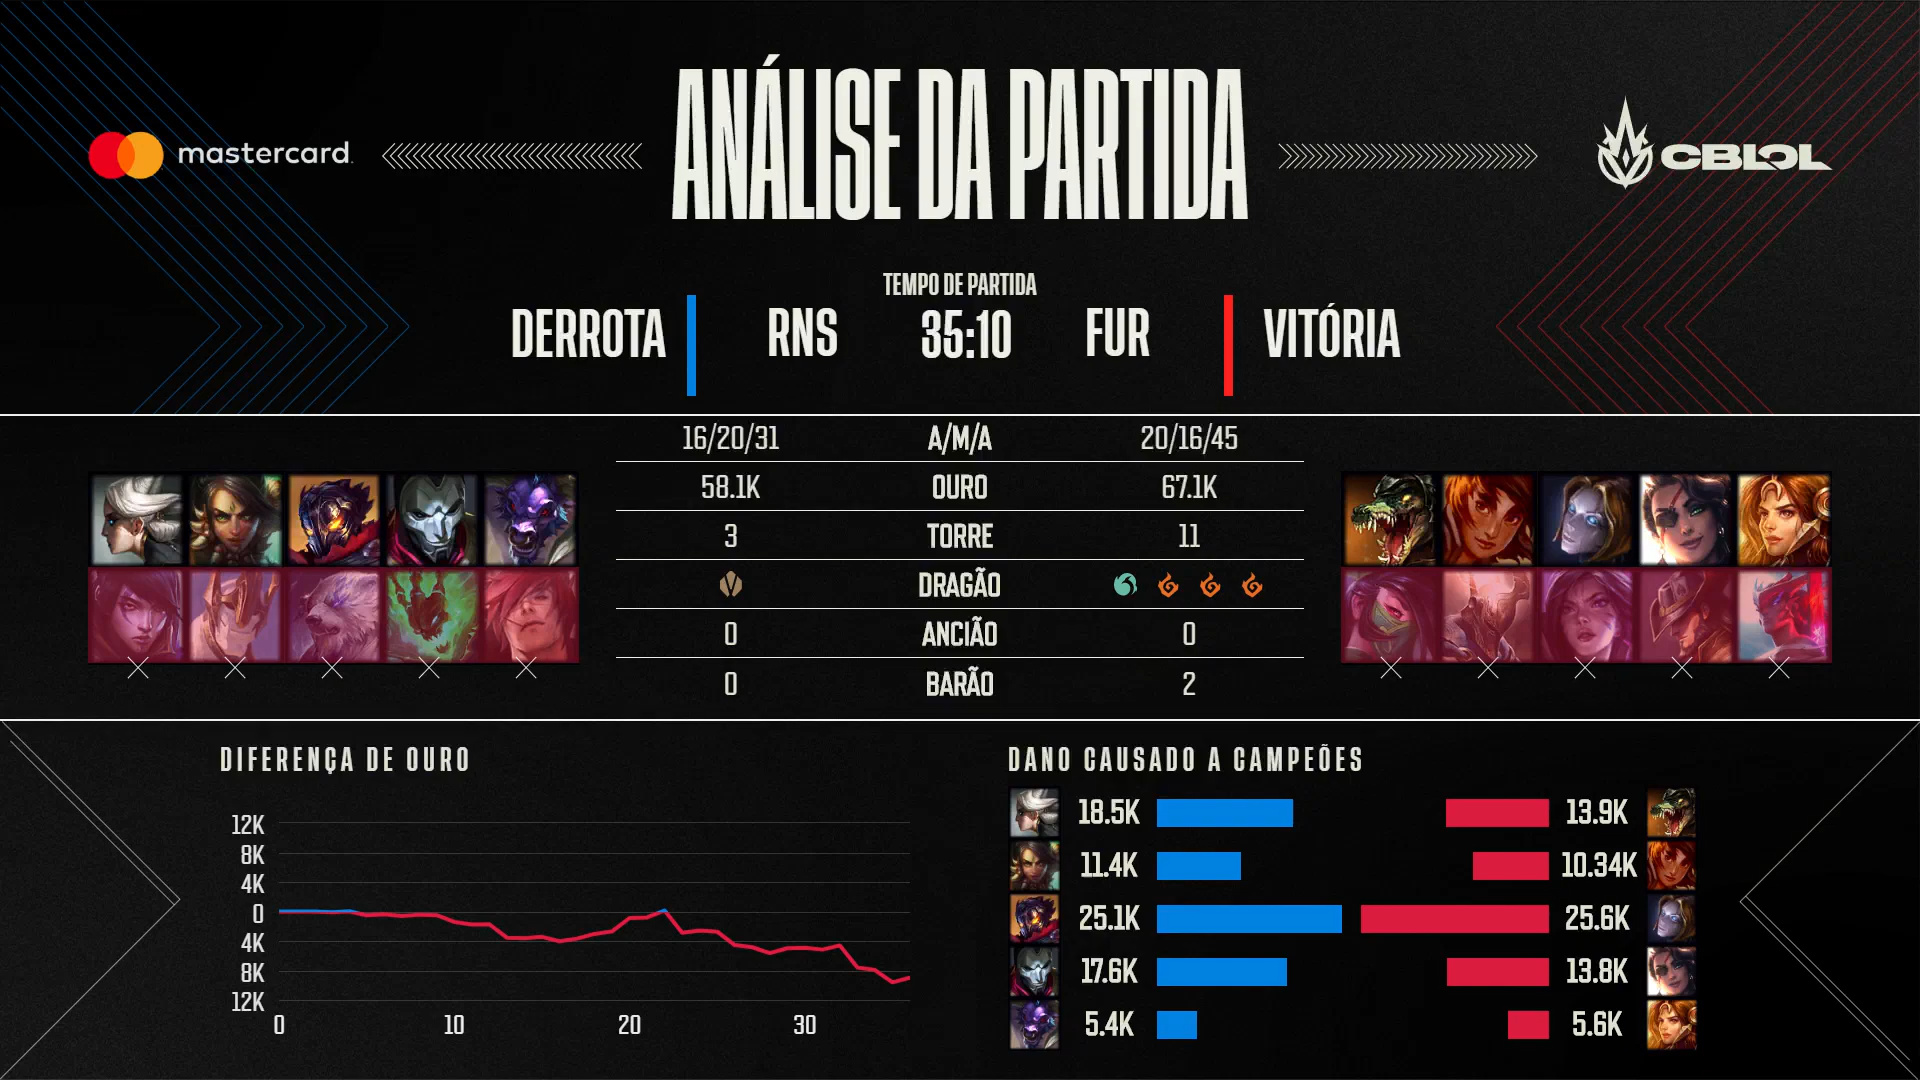 mastercard.
ANÁLISE DA PARTIDA
CBLOL
TEMPO DE PARTIDA
DERROTA RNS 35:10 FUR VITÓRIA
16/20/31 A/M/A 20/16/45
58.1K OURO 67.1K
3 TORRE 11
DRAGÃO
0 ANCIÃO 0
0 BARÃO 2
DIFERENÇA DE OURO
12K
8K
4K
0
4K
8K
12K
0 10 20 30
DANO CAUSADO A CAMPEÕES
18.5K 13.9K
11.4K 10.34K
25.1K 25.6K
17.6K 13.8K
5.4K 5.6K